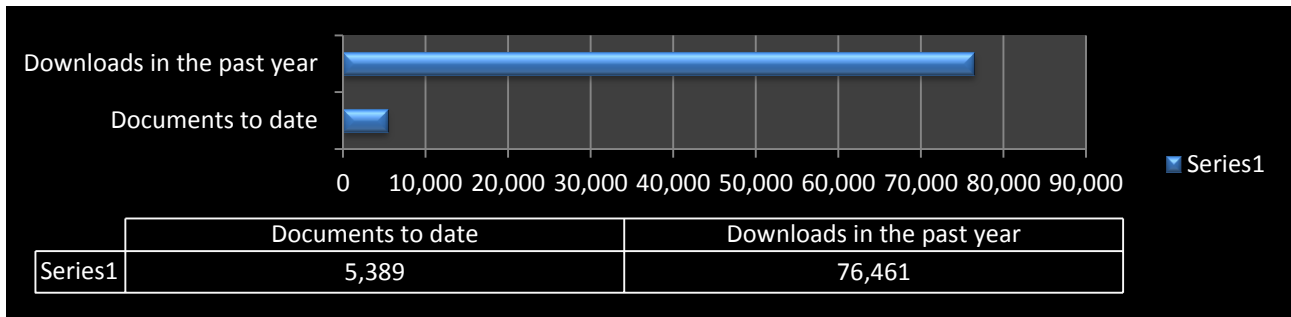 Downloads in the past year
Documents to date
0 10,000 20,000 30,000 40,000 50,000 60,000 70,000 80,000 90,000
Series1
Documents to date Downloads in the past year
Series1 5,389 76,461